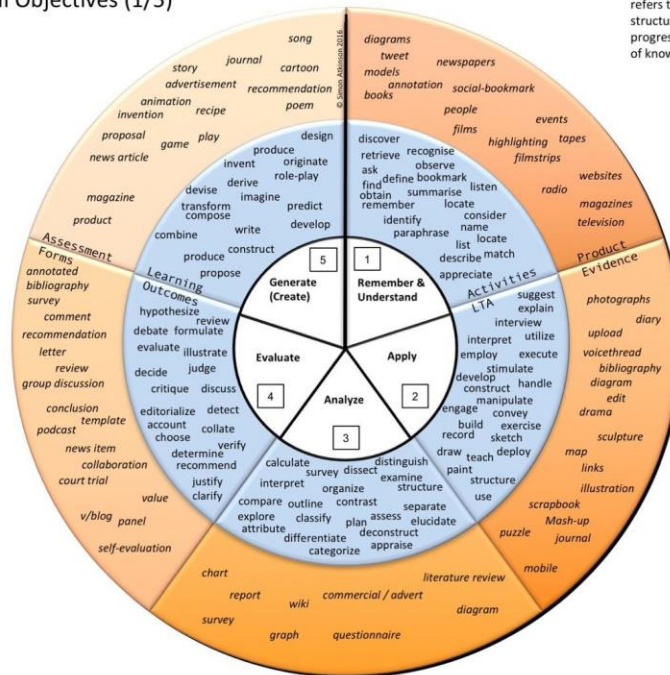 Objectives (1/5)
refers t
structu
progres
of know
© Simon Atkinson 2016
song
journal
story
cartoon
advertisement
recommendation
animation
poem
invention
recipe
proposal
game
play
news article
magazine
product
diagrams
tweet
newspapers
models
annotation
social-bookmark
books
people
events
films
highlighting
tapes
filmstrips
websites
radio
magazines
television
Assessment
Forms
Learning
Outcomes
Product
Evidence
Activities
LTA
design
produce
invent
originate
role-play
derive
devise
imagine
transform
compose
predict
write
develop
combine
construct
produce
propose
discover
retrieve
recognise
observe
ask
define
bookmark
find
summarise
listen
obtain
remember
locate
identify
consider
paraphrase
name
list
locate
describe
match
appreciate
5
Generate
(Create)
1
Remember &
Understand
Evaluate
4
Apply
2
Analyze
3
hypothesize
review
debate
formulate
evaluate
illustrate
decide
judge
critique
discuss
editorialize
detect
account
collate
choose
verify
determine
recommend
justify
clarify
suggest
explain
interview
interpret
utilize
employ
execute
stimulate
develop
construct
handle
manipulate
engage
convey
build
exercise
record
sketch
draw
teach
deploy
paint
structure
use
calculate
distinguish
survey
dissect
interpret
examine
organize
structure
compare
outline
contrast
separate
explore
classify
plan
assess
elucidate
attribute
deconstruct
differentiate
appraise
categorize
annotated
bibliography
survey
comment
recommendation
letter
review
group discussion
conclusion
template
podcast
news item
collaboration
court trial
value
v/blog
panel
self-evaluation
photographs
diary
upload
voicethread
bibliography
diagram
edit
drama
sculpture
map
links
illustration
scrapbook
Mash-up
puzzle
journal
mobile
chart
literature review
report
wiki
commercial / advert
diagram
survey
graph
questionnaire